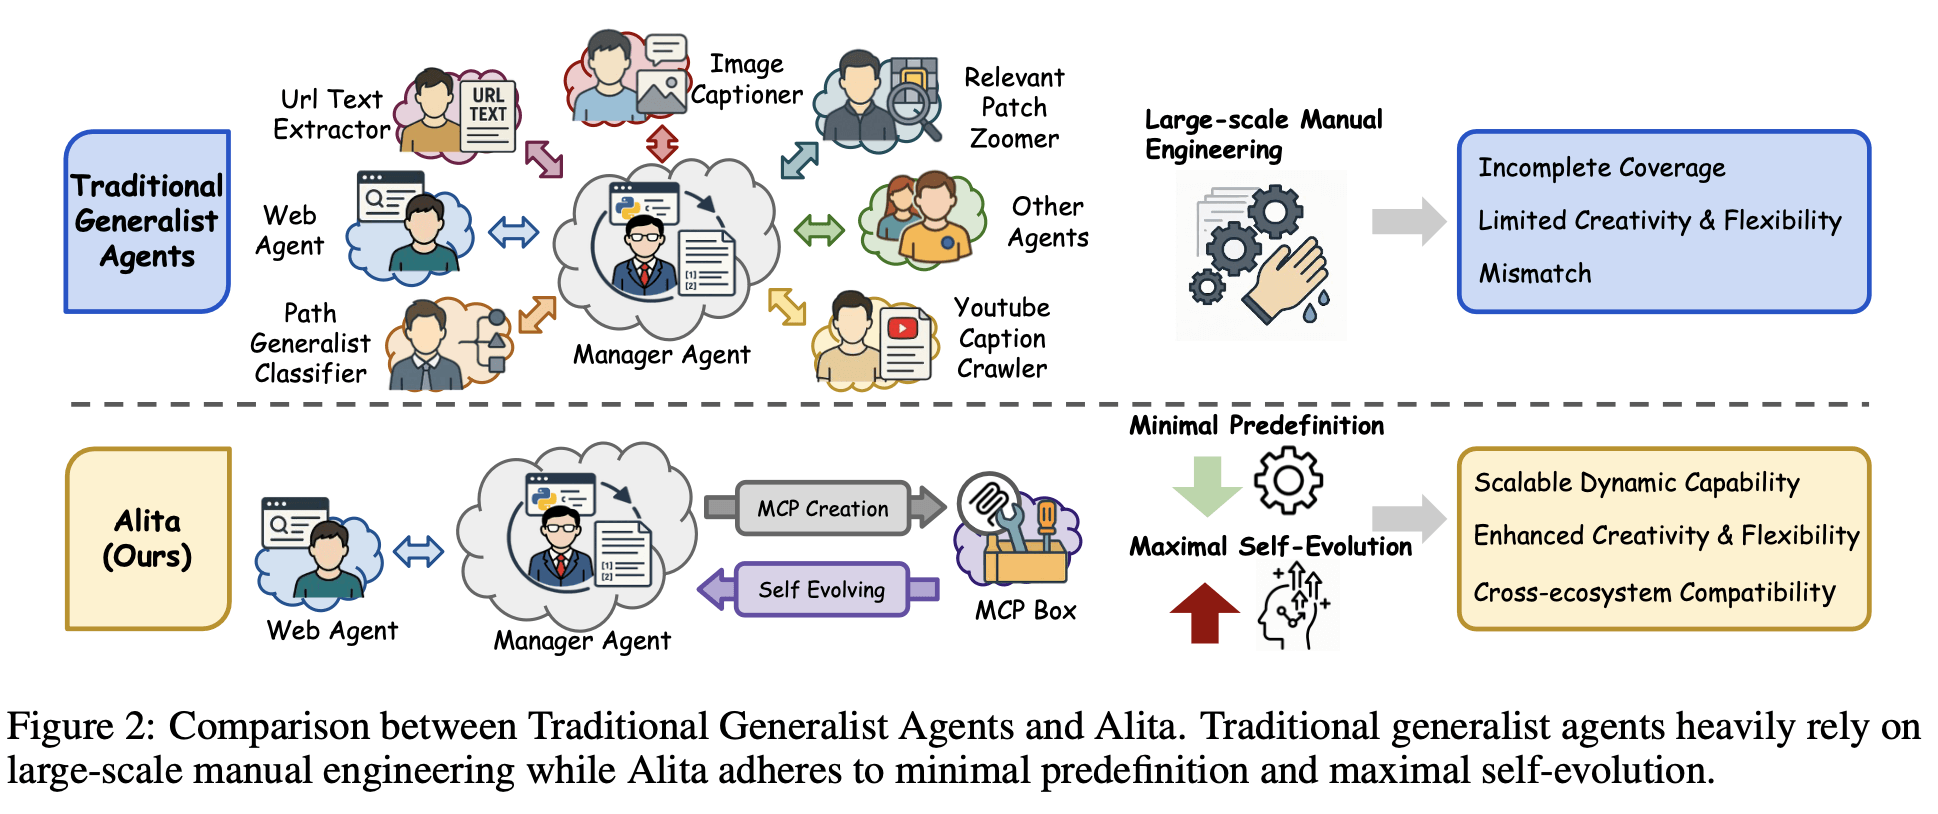 Traditional
Generalist
Agents
Url Text
Extractor
URL
TEXT
Image
Captioner
Relevant
Patch
Zoomer
Web
Agent
Other
Agents
[1]
[2]
Path
Generalist
Classifier
Manager Agent
Youtube
Caption
Crawler
Large-scale Manual
Engineering
Incomplete Coverage
Limited Creativity & Flexibility
Mismatch
Alita
(Ours)
Web Agent
[1]
[2]
Manager Agent
MCP Creation
Self Evolving
MCP Box
Minimal Predefinition
Maximal Self-Evolution
Scalable Dynamic Capability
Enhanced Creativity & Flexibility
Cross-ecosystem Compatibility
Figure 2: Comparison between Traditional Generalist Agents and Alita. Traditional generalist agents heavily rely on
large-scale manual engineering while Alita adheres to minimal predefinition and maximal self-evolution.